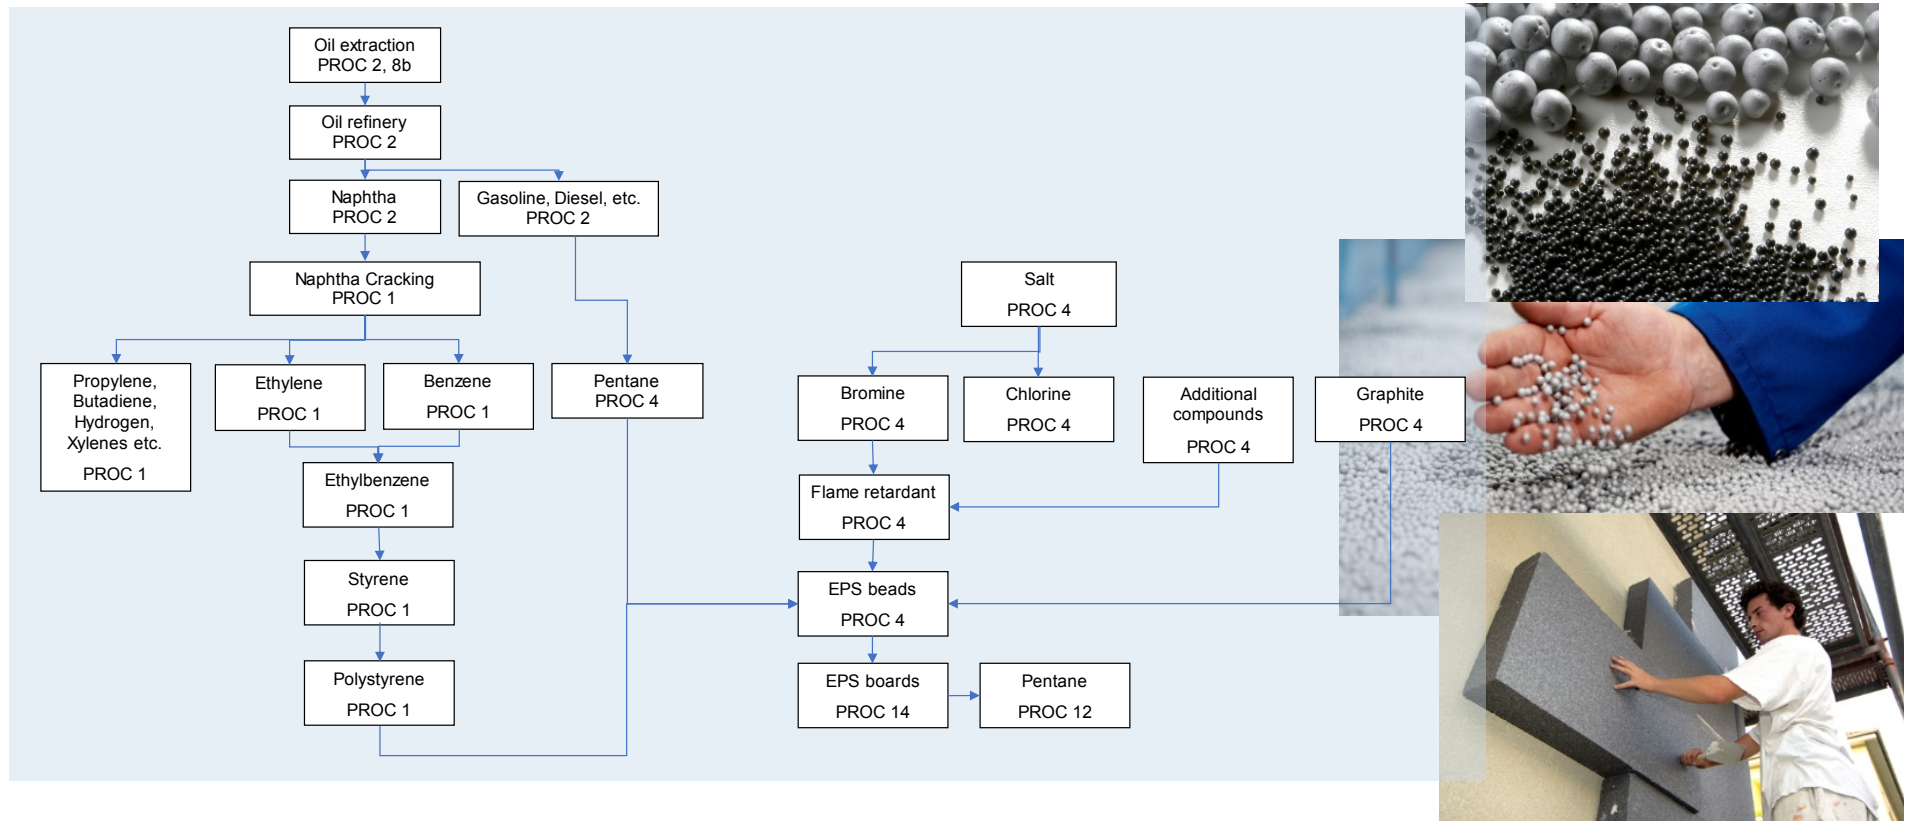 Oil extraction
PROC 2, 8b
Oil refinery
PROC 2
Naphtha
PROC 2
Gasoline, Diesel, etc.
PROC 2
Naphtha Cracking
PROC 1
Salt
PROC 4
Propylene,
Butadiene,
Hydrogen,
Xylenes etc.
PROC 1
Ethylene
PROC 1
Benzene
PROC 1
Pentane
PROC 4
Bromine
PROC 4
Chlorine
PROC 4
Additional
compounds
PROC 4
Graphite
PROC 4
Ethylbenzene
PROC 1
Flame retardant
PROC 4
Styrene
PROC 1
EPS beads
PROC 4
Polystyrene
PROC 1
EPS boards
PROC 14
Pentane
PROC 12